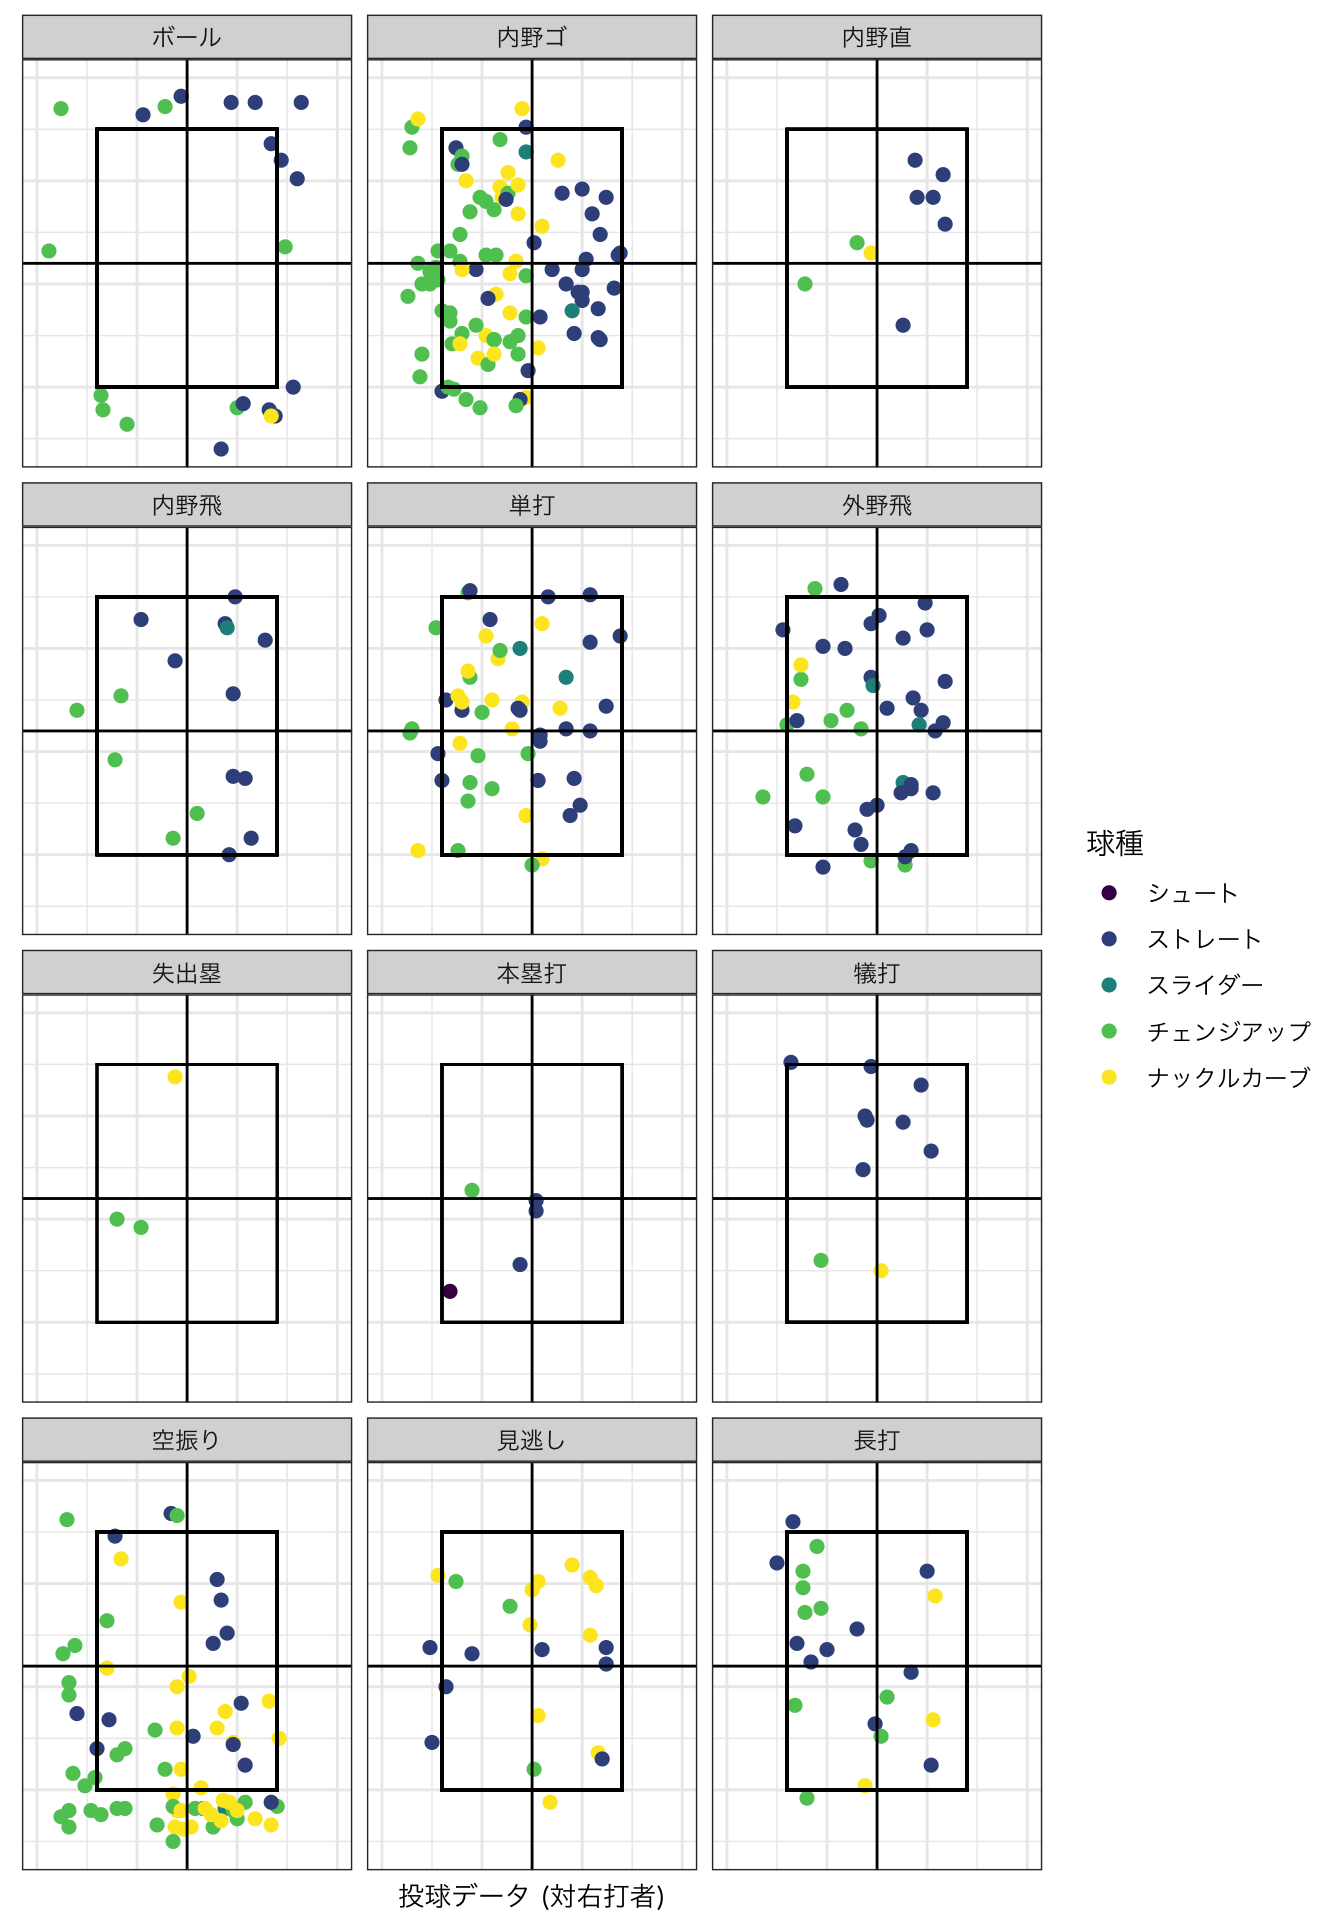 ボール
内野ゴ
内野直
内野飛
単打
外野飛
失出塁
本塁打
犠打
空振り
見逃し
長打
球種
シュート
ストレート
スライダー
チェンジアップ
ナックルカーブ
投球データ (対右打者)